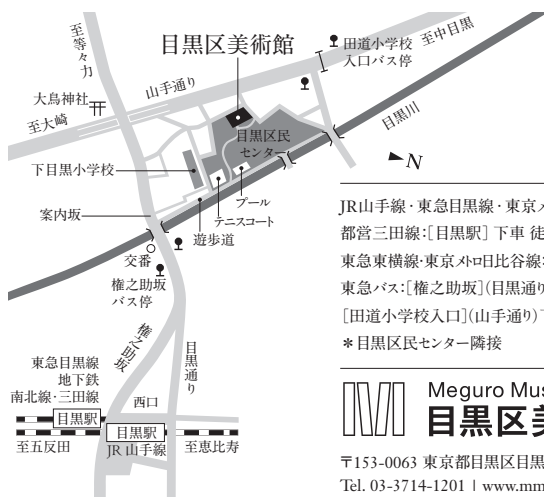 至等々力
目黒区美術館
田道小学校
入口バス停
至中目黒
大鳥神社
山手通り
至大崎
目黒川
目黒区民
センター
下目黒小学校
N
プール
テニスコート
案内坂
遊歩道
交番
権之助坂
バス停
権之助坂
目黒通り
東急目黒線
地下鉄
南北線・三田線
西口
目黒駅
目黒駅
至五反田
JR山手線
至恵比寿
JR山手線・東急目黒線・東京メ
都営三田線:[目黒駅] 下車 徒
東急東横線・東京メトロ日比谷線:
東急バス:[権之助坂](目黒通り
[田道小学校入口](山手通り)
*目黒区民センター隣接
Meguro Mus
目黒区美
〒153-0063 東京都目黒区目黒
Tel. 03-3714-1201 | www.mm